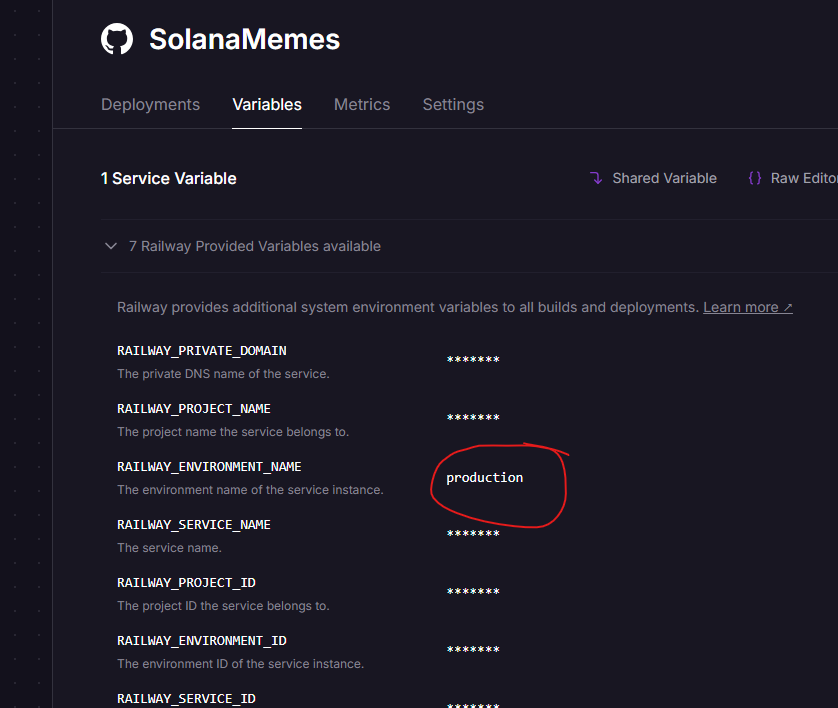 SolanaMemes
Deployments Variables Metrics Settings
1 Service Variable Shared Variable {} Raw Edito
7 Railway Provided Variables available
Railway provides additional system environment variables to all builds and deployments. Learn more ↗
RAILWAY_PRIVATE_DOMAIN
The private DNS name of the service.
*******
RAILWAY_PROJECT_NAME
The project name the service belongs to.
*******
RAILWAY_ENVIRONMENT_NAME
The environment name of the service instance.
production
RAILWAY_SERVICE_NAME
The service name.
*******
RAILWAY_PROJECT_ID
The project ID the service belongs to.
*******
RAILWAY_ENVIRONMENT_ID
The environment ID of the service instance.
*******
RAILWAY_SERVICE_ID
*******